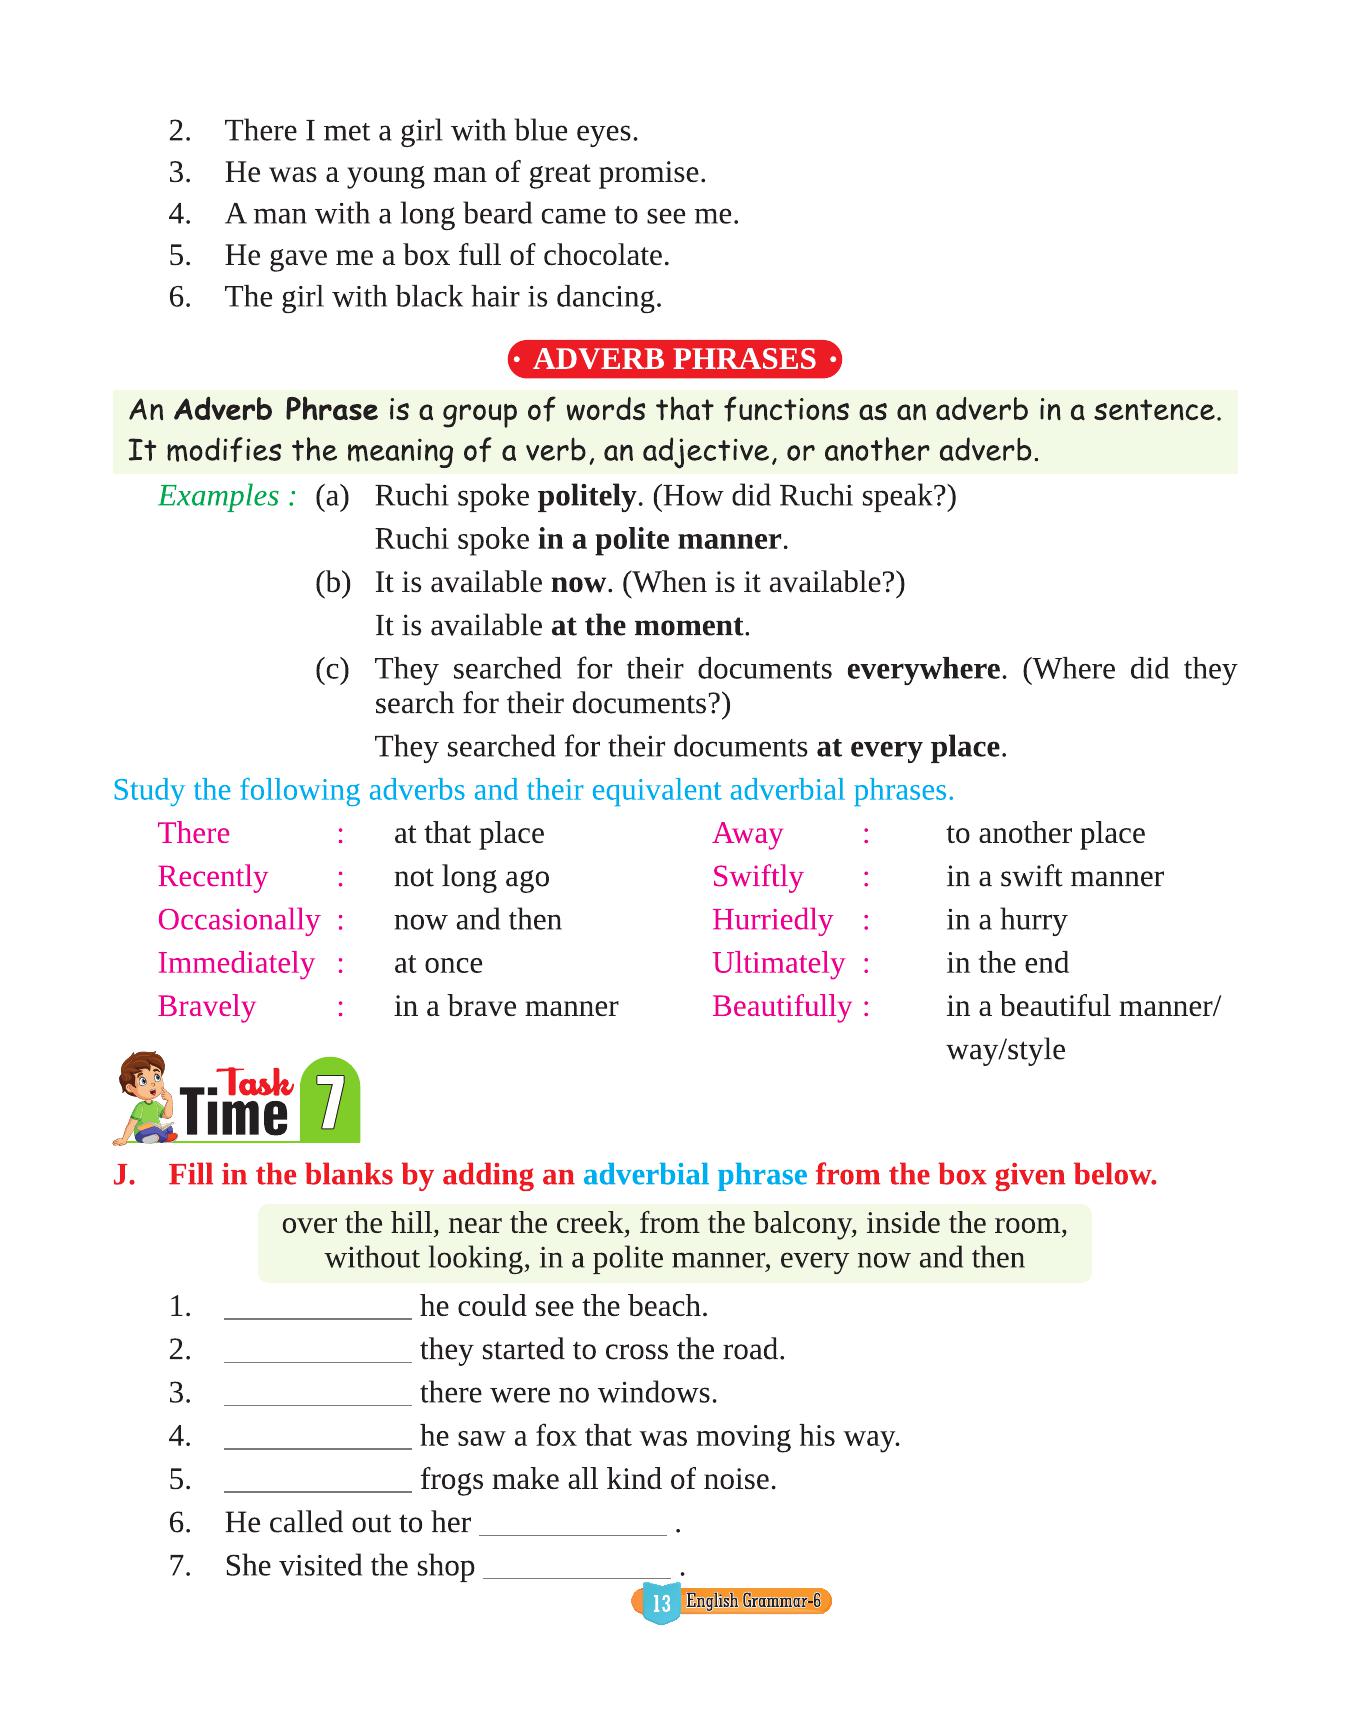 2. There I met a girl with blue eyes.
3. He was a young man of great promise.
4. A man with a long beard came to see me.
5. He gave me a box full of chocolate.
6. The girl with black hair is dancing.
• ADVERB PHRASES •
An Adverb Phrase is a group of words that functions as an adverb in a sentence.
It modifies the meaning of a verb, an adjective, or another adverb.
Examples : (a) Ruchi spoke politely. (How did Ruchi speak?)
Ruchi spoke in a polite manner.
(b) It is available now. (When is it available?)
It is available at the moment.
(c) They searched for their documents everywhere. (Where did they
search for their documents?)
They searched for their documents at every place.
Study the following adverbs and their equivalent adverbial phrases.
There : at that place Away : to another place
Recently : not long ago Swiftly : in a swift manner
Occasionally : now and then Hurriedly : in a hurry
Immediately : at once Ultimately : in the end
Bravely : in a brave manner Beautifully : in a beautiful manner/
way/style
Task
Time 7
J. Fill in the blanks by adding an adverbial phrase from the box given below.
over the hill, near the creek, from the balcony, inside the room,
without looking, in a polite manner, every now and then
1. ____________ he could see the beach.
2. ____________ they started to cross the road.
3. ____________ there were no windows.
4. ____________ he saw a fox that was moving his way.
5. ____________ frogs make all kind of noise.
6. He called out to her ____________ .
7. She visited the shop ____________ .
13 English Grammar-6